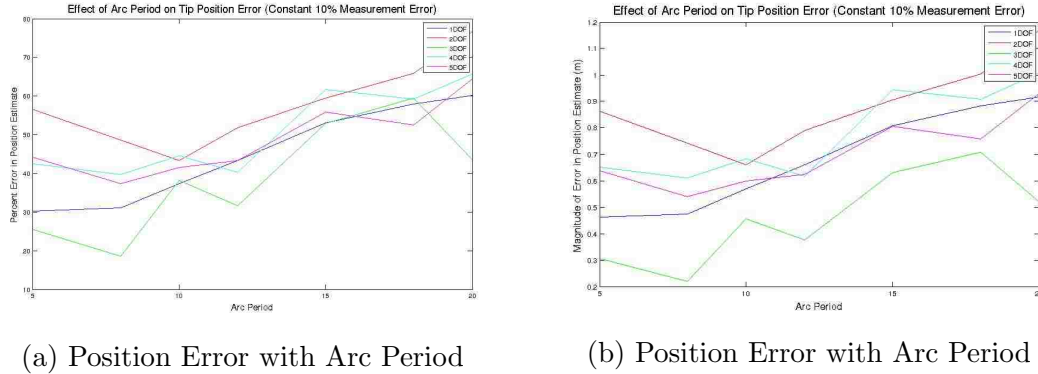 Effect of Arc Period on Tip Position Error (Constant 10% Measurement Error)
80
70
60
50
40
30
20
10
5
10
15
20
Percent Error in Position Estimate
Arc Period
1DOF
2DOF
3DOF
4DOF
5DOF
(a) Position Error with Arc Period
Effect of Arc Period on Tip Position Error (Constant 10% Measurement Error)
1.2
1.1
1
0.9
0.8
0.7
0.6
0.5
0.4
0.3
0.2
5
10
15
Magnitude of Error in Position Estimate (m)
Arc Period
1DOF
2DOF
3DOF
4DOF
5DOF
(b) Position Error with Arc Period